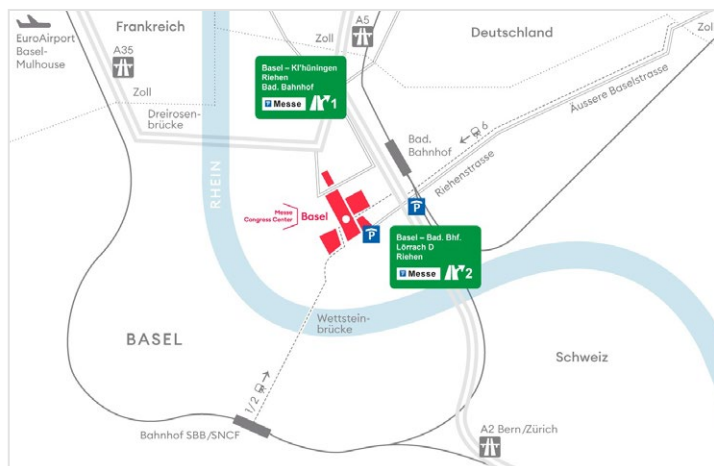 EuroAirport
Basel-
Mulhouse
Frankreich
A35
Zoll
Zoll
A5
Deutschland
Zoll
Zoll
Basel – Kl'hüningen
Riehen
Bad. Bahnhof
P Messe 1
Dreirosen-
brücke
RHEIN
Bad.
Bahnhof
6
Äussere Baselstrasse
Riehenstrasse
Messe
Congress Center
Basel
P
P
Basel – Bad. Bhf.
Lörrach D
Riehen
P Messe 2
Wettstein-
brücke
BASEL
Schweiz
1/2
Bahnhof SBB/SNCF
A2 Bern/Zürich